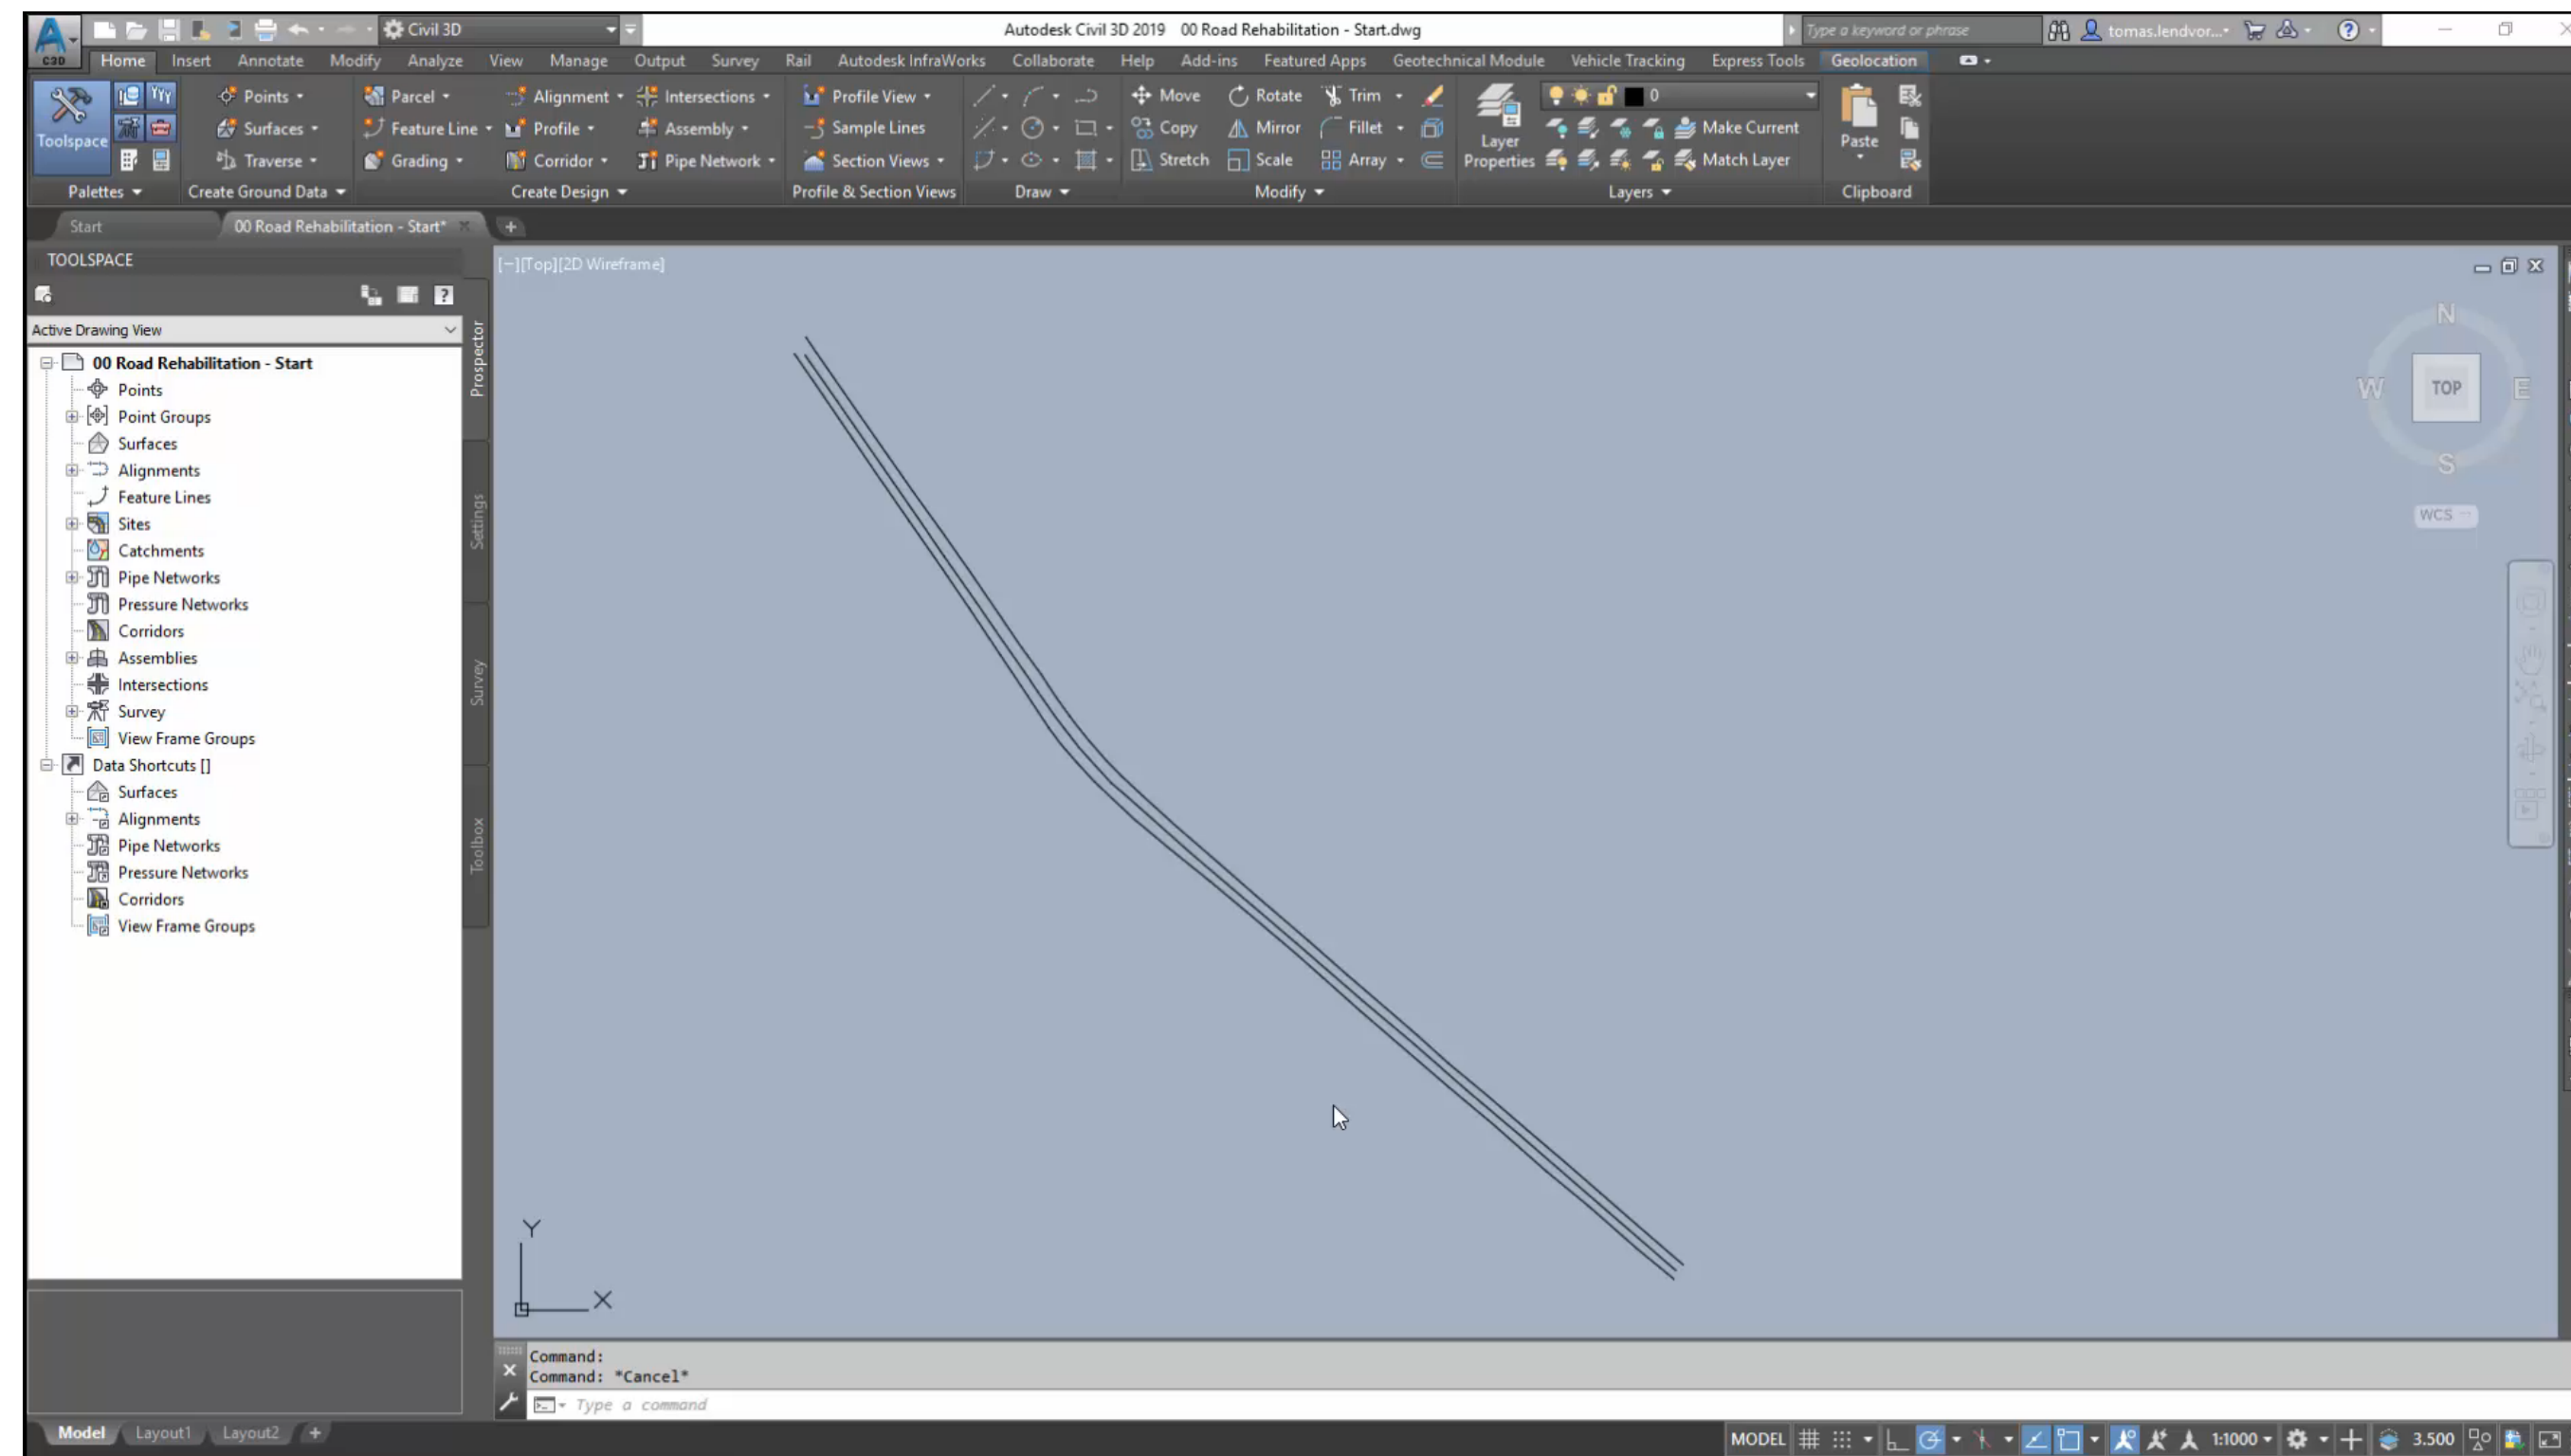 Civil 3D Autodesk Civil 3D 2019 00 Road Rehabilitation - Start.dwg Type a keyword or phrase tomas.lendvor...
C3D Home Insert Annotate Modify Analyze View Manage Output Survey Rail Autodesk InfraWorks Collaborate Help Add-ins Featured Apps Geotechnical Module Vehicle Tracking Express Tools Geolocation
Points Parcel Alignment Intersections Profile View Move Rotate Trim 0
Toolspace Surfaces Feature Line Profile Assembly Sample Lines Copy Mirror Fillet Layer Properties Make Current Paste
Traverse Grading Corridor Pipe Network Section Views Stretch Scale Array Match Layer
Palettes Create Ground Data Create Design Profile & Section Views Draw Modify Layers Clipboard
Start 00 Road Rehabilitation - Start*
TOOLSPACE
[−][Top][2D Wireframe]
Active Drawing View
00 Road Rehabilitation - Start
Points
Point Groups
Surfaces
Alignments
Feature Lines
Sites
Catchments
Pipe Networks
Pressure Networks
Corridors
Assemblies
Intersections
Survey
View Frame Groups
Data Shortcuts []
Surfaces
Alignments
Pipe Networks
Pressure Networks
Corridors
View Frame Groups
Prospector
Settings
Survey
Toolbox
N
W TOP E
S
WCS
Y
X
Command:
Command: *Cancel*
Type a command
Model Layout1 Layout2 +
MODEL 1:1000 3.500